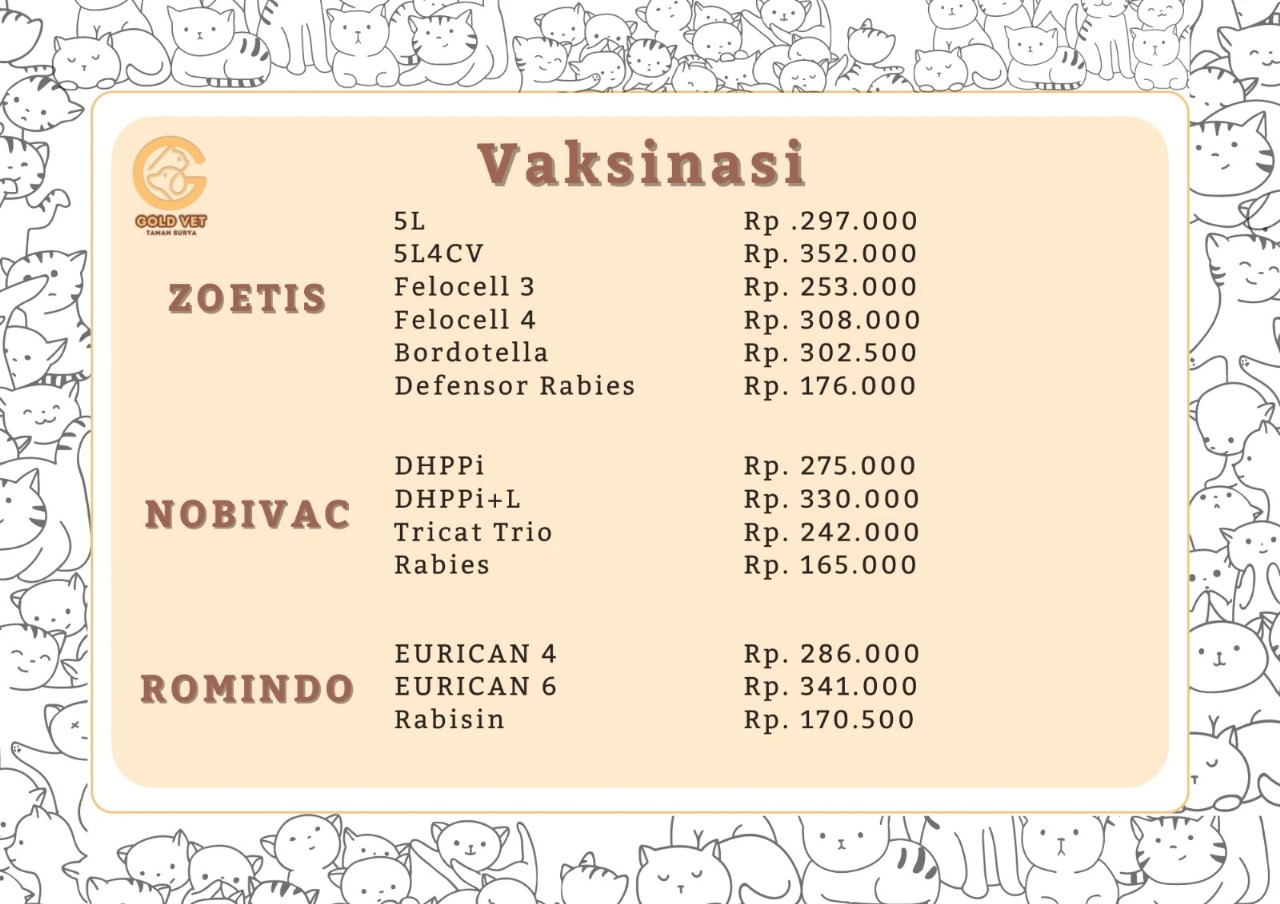 GOLD VET
TAMAN SURYA
Vaksinasi
ZOETIS
5L Rp .297.000
5L4CV Rp. 352.000
Felocell 3 Rp. 253.000
Felocell 4 Rp. 308.000
Bordotella Rp. 302.500
Defensor Rabies Rp. 176.000
NOBIVAC
DHPPi Rp. 275.000
DHPPi+L Rp. 330.000
Tricat Trio Rp. 242.000
Rabies Rp. 165.000
ROMINDO
EURICAN 4 Rp. 286.000
EURICAN 6 Rp. 341.000
Rabisin Rp. 170.500